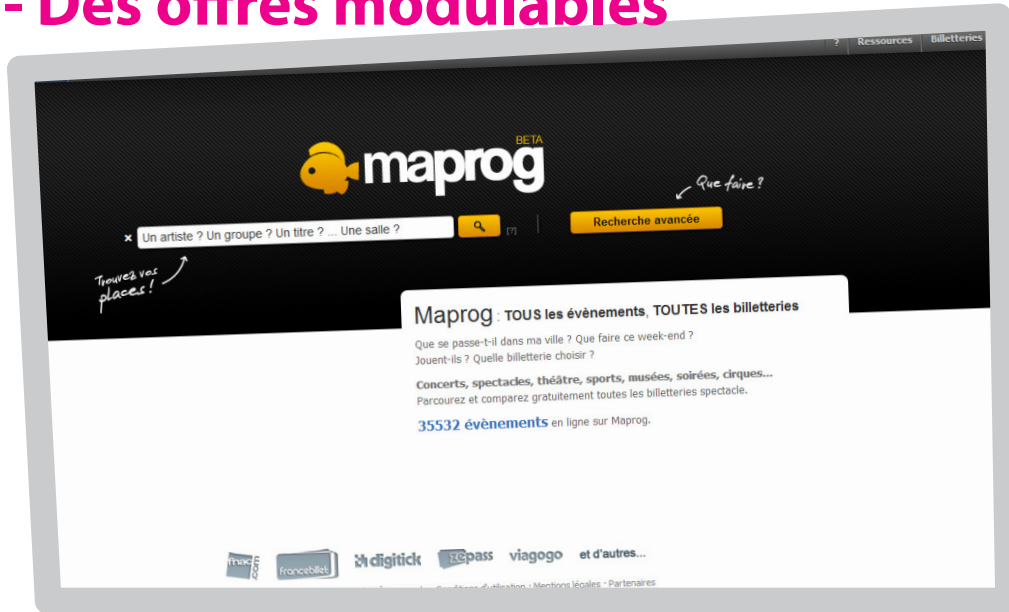 - Des offres modulables
? Ressources Billetteries
BETA
maprog
Que faire ?
× Un artiste ? Un groupe ? Un titre ? ... Une salle ? [?] Recherche avancée
Trouvez vos
places !
Maprog : TOUS les évènements, TOUTES les billetteries
Que se passe-t-il dans ma ville ? Que faire ce week-end ?
Jouent-ils ? Quelle billetterie choisir ?
Concerts, spectacles, théâtre, sports, musées, soirées, cirques...
Parcourez et comparez gratuitement toutes les billetteries spectacle.
35532 évènements en ligne sur Maprog.
fnac.com francebillet digitick zepass viagogo et d'autres...
Conditions d'utilisation - Mentions légales - Partenaires